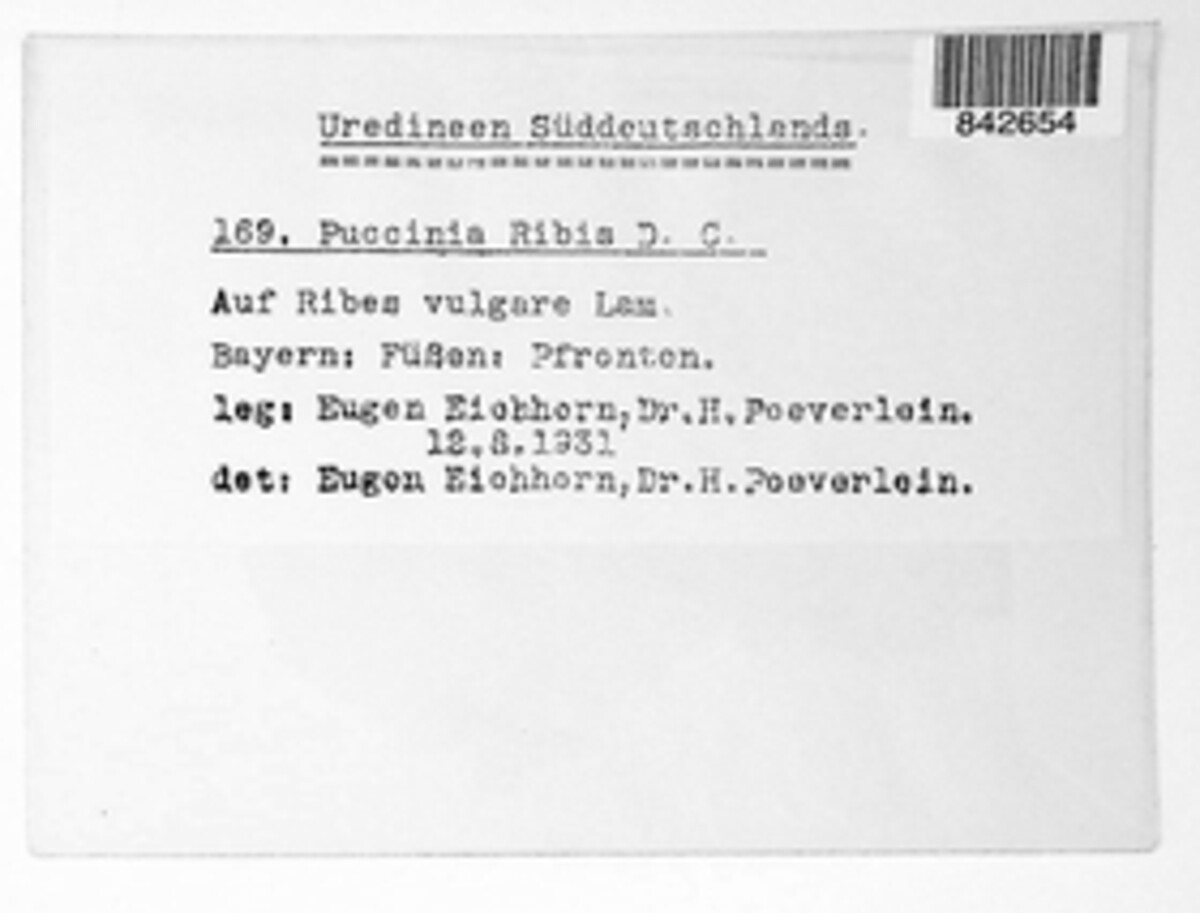 842654
Uredineen Süddeutschlands.
169. Puccinia Ribis D. C.
Auf Ribes vulgare Lam.
Bayern: Füßen: Pfronten.
leg: Eugen Eichhorn, Dr. H. Poeverlein.
12.8.1931
det: Eugen Eichhorn, Dr. H. Poeverlein.